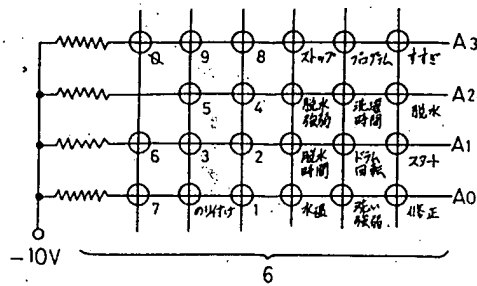 0 9 8 ストップ プログラム すすぎ A3
5 4 脱水強弱 洗濯時間 脱水 A2
6 3 2 脱水時間 ドラム回転 スタート A1
7 のり付け 1 水温 洗い強弱 修正 A0
-10V
6